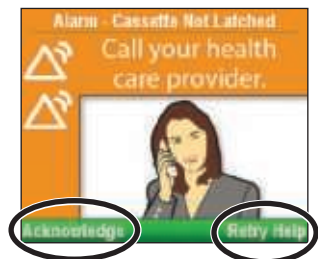 Alarm - Cassette Not Latched
Call your health
care provider.
Acknowledge
Retry Help